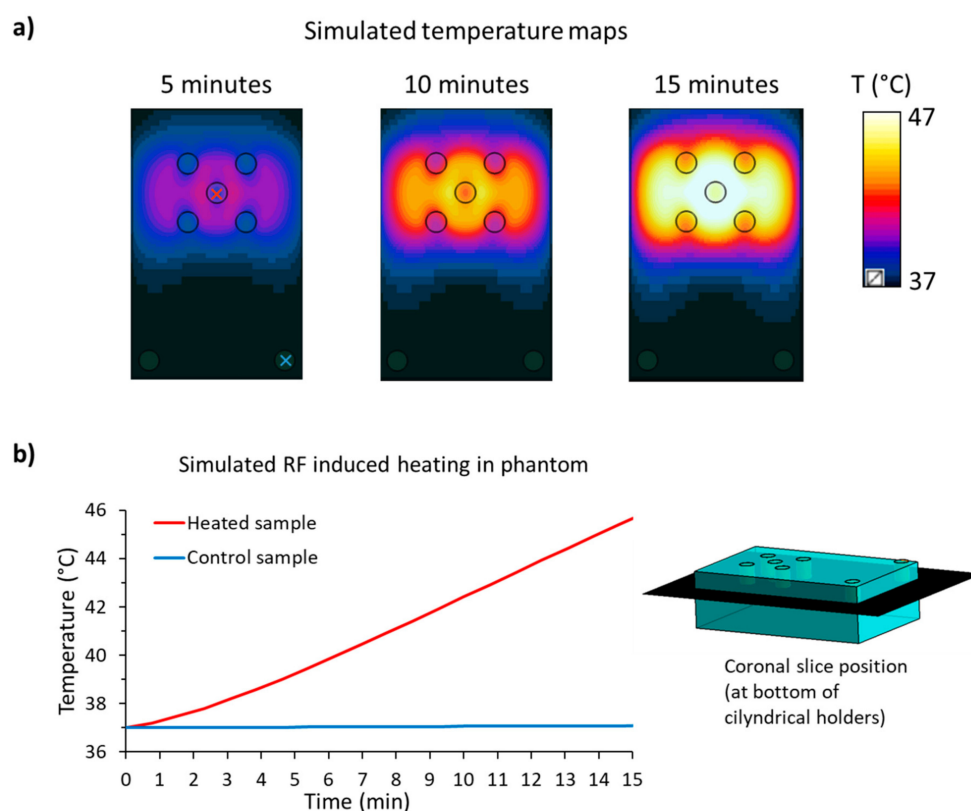 a)
Simulated temperature maps
5 minutes
10 minutes
15 minutes
T (°C)
47
37
b)
Simulated RF induced heating in phantom
Temperature (°C)
46
44
42
40
38
36
Heated sample
Control sample
0 1 2 3 4 5 6 7 8 9 10 11 12 13 14 15
Time (min)
Coronal slice position
(at bottom of
cilyndrical holders)